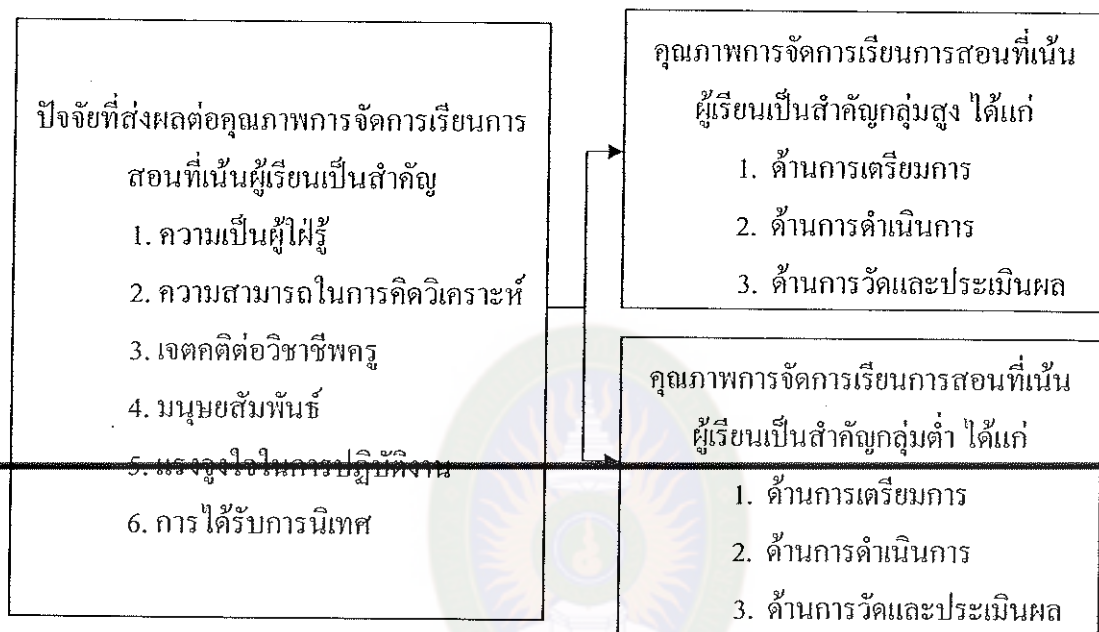 ปัจจัยที่ส่งผลต่อคุณภาพการจัดการเรียนการ
สอนที่เน้นผู้เรียนเป็นสำคัญ
1. ความเป็นผู้ใฝ่รู้
2. ความสามารถในการคิดวิเคราะห์
3. เจตคติต่อวิชาชีพครู
4. มนุษยสัมพันธ์
5. แรงจูงใจในการปฏิบัติงาน
6. การได้รับการนิเทศ
คุณภาพการจัดการเรียนการสอนที่เน้น
ผู้เรียนเป็นสำคัญกลุ่มสูง ได้แก่
1. ด้านการเตรียมการ
2. ด้านการดำเนินการ
3. ด้านการวัดและประเมินผล
คุณภาพการจัดการเรียนการสอนที่เน้น
ผู้เรียนเป็นสำคัญกลุ่มต่ำ ได้แก่
1. ด้านการเตรียมการ
2. ด้านการดำเนินการ
3. ด้านการวัดและประเมินผล